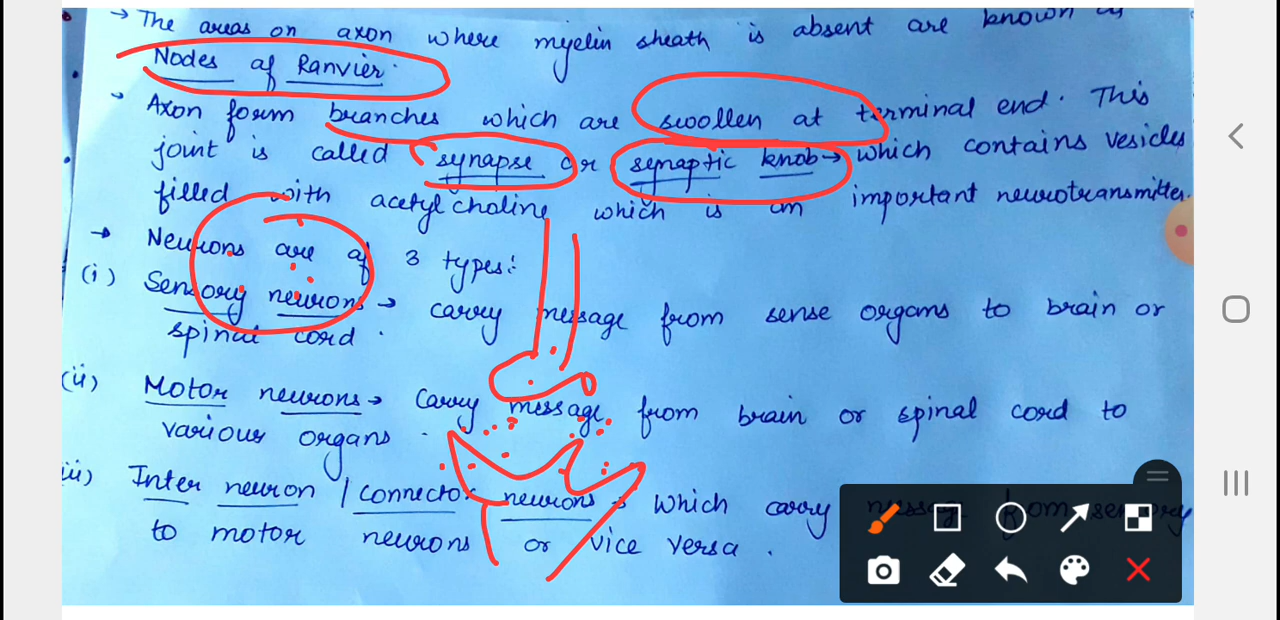 → The areas on axon where myelin sheath is absent are known as
Nodes of Ranvier.
→ Axon form branches which are swollen at terminal end. This
joint is called synapse or synaptic knob → which contains vesicles
filled with acetylcholine which is an important neurotransmitter.
→ Neurons are of 3 types:
(i) Sensory neurons → carry message from sense organs to brain or
spinal cord.
(ii) Motor neurons → carry message from brain or spinal cord to
various organs.
iii) Inter neuron / connector neurons → which carry message from sensory
to motor neurons or vice versa.